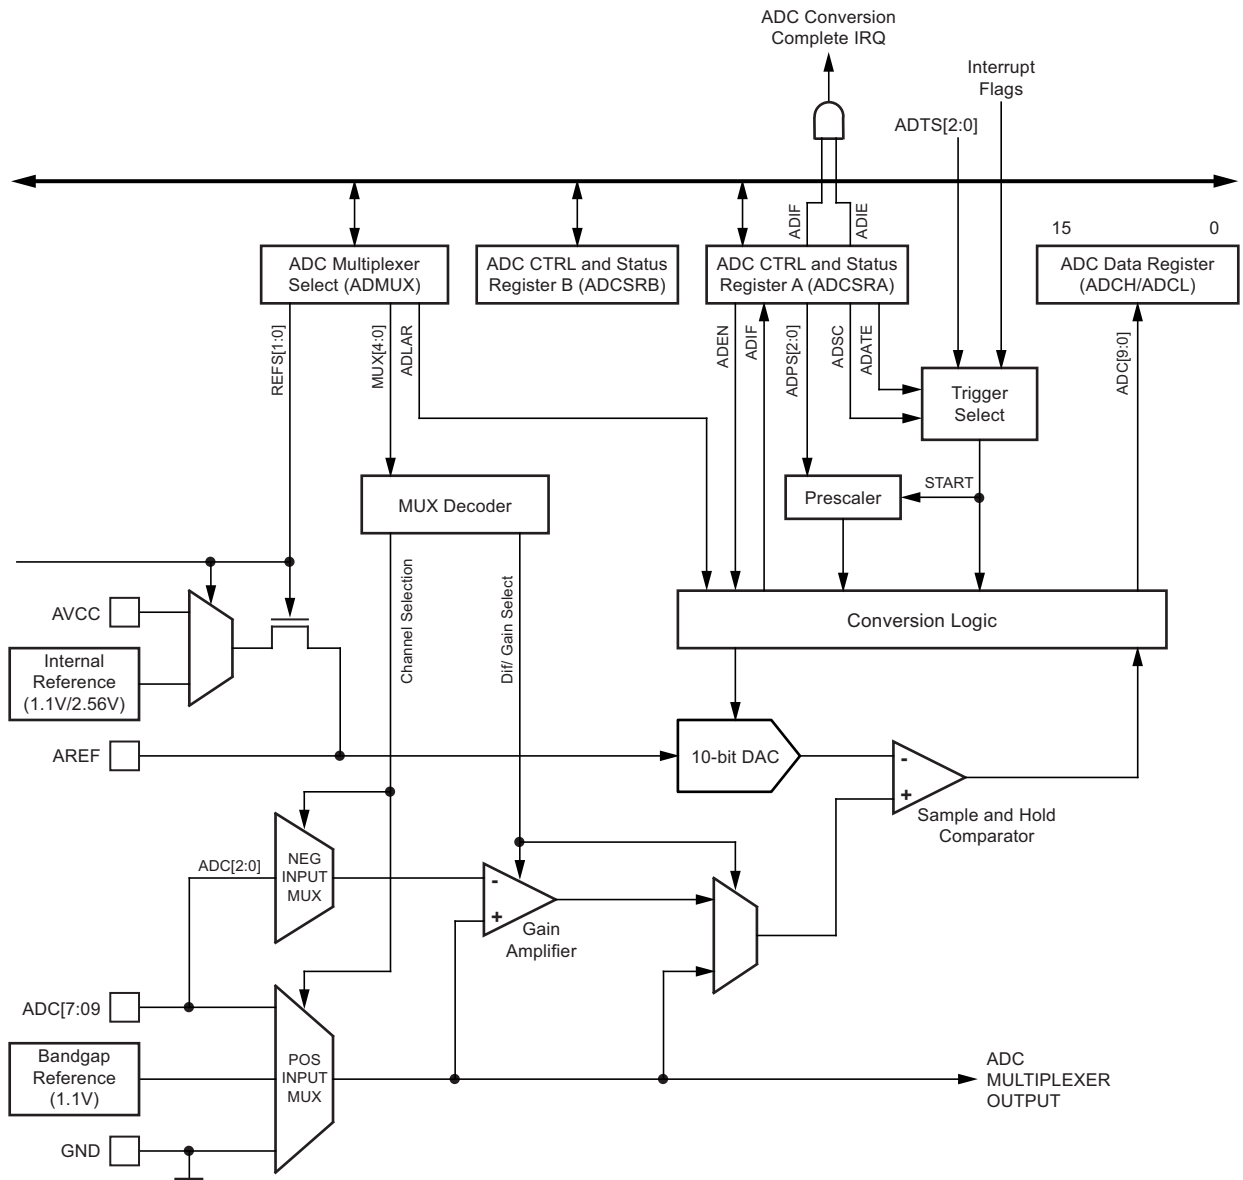 ADC Conversion
Complete IRQ
Interrupt
Flags
ADTS[2:0]
ADIF
ADIE
15
0
ADC Multiplexer
Select (ADMUX)
ADC CTRL and Status
Register B (ADCSRB)
ADC CTRL and Status
Register A (ADCSRA)
ADC Data Register
(ADCH/ADCL)
REFS[1:0]
MUX[4:0]
ADLAR
ADEN
ADIF
ADPS[2:0]
ADSC
ADATE
ADC[9:0]
Trigger
Select
MUX Decoder
Prescaler
START
Channel Selection
Dif/ Gain Select
AVCC
Conversion Logic
Internal
Reference
(1.1V/2.56V)
AREF
10-bit DAC
-
+
Sample and Hold
Comparator
ADC[2:0]
NEG
INPUT
MUX
-
+
Gain
Amplifier
ADC[7:09
Bandgap
Reference
(1.1V)
POS
INPUT
MUX
ADC
MULTIPLEXER
OUTPUT
GND